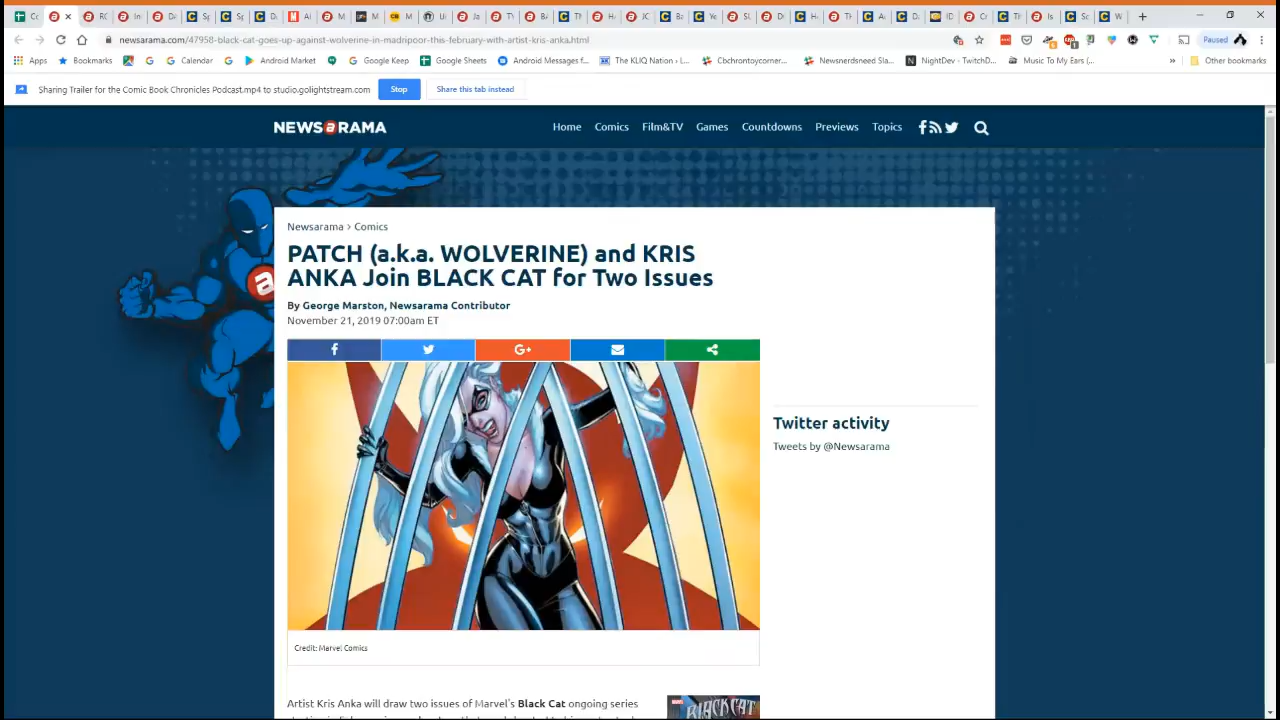 newsarama.com/47958-black-cat-goes-up-against-wolverine-in-madripoor-this-february-with-artist-kris-anka.html
Paused
Apps Bookmarks Calendar Android Market Google Keep Google Sheets Android Messages f... The KLIQ Nation › L... Cbchrontoycorner... Newsnerdsneed Sla... NightDev - TwitchD... Music To My Ears (... » Other bookmarks
Sharing Trailer for the Comic Book Chronicles Podcast.mp4 to studio.golightstream.com Stop Share this tab instead
NEWSaRAMA Home Comics Film&TV Games Countdowns Previews Topics
Newsarama > Comics
PATCH (a.k.a. WOLVERINE) and KRIS
ANKA Join BLACK CAT for Two Issues
By George Marston, Newsarama Contributor
November 21, 2019 07:00am ET
Twitter activity
Tweets by @Newsarama
Credit: Marvel Comics
Artist Kris Anka will draw two issues of Marvel's Black Cat ongoing series
BLACK CAT